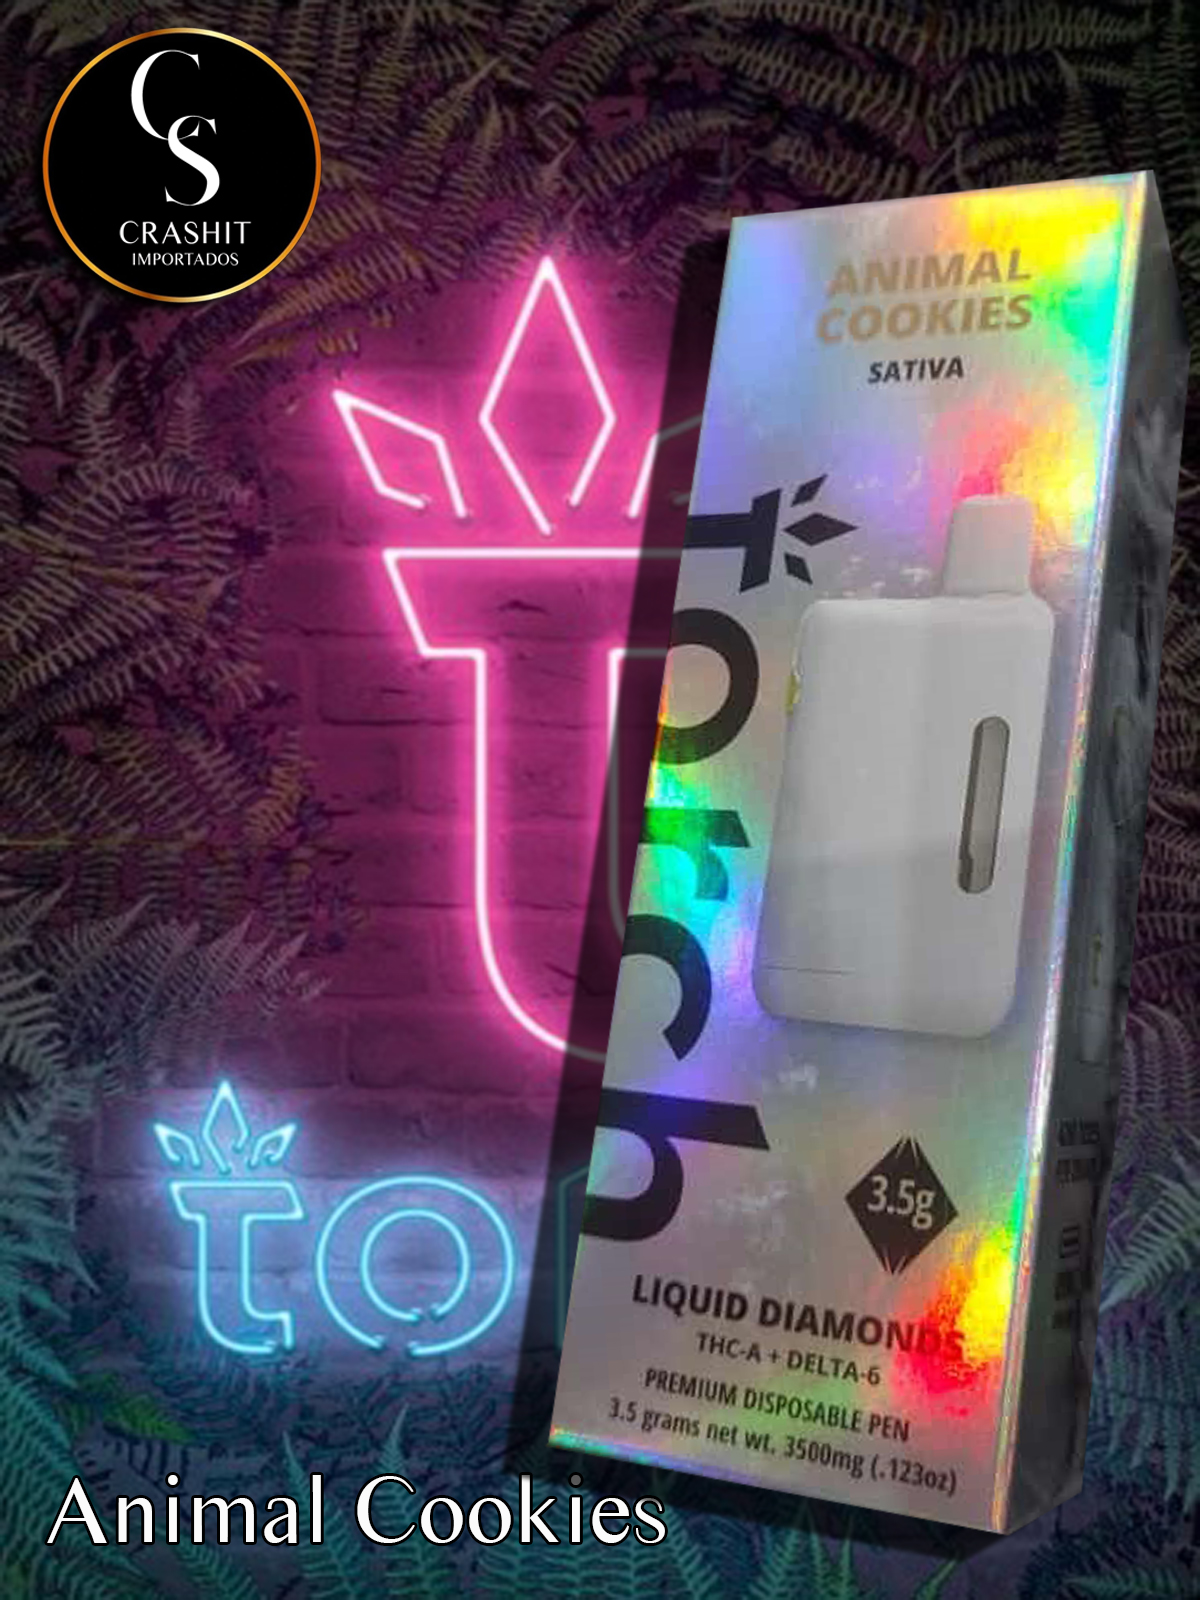 CS
CRASHIT
IMPORTADOS
ANIMAL
COOKIES
SATIVA
Torch
3.5g
LIQUID DIAMONDS
THC-A + DELTA-6
PREMIUM DISPOSABLE PEN
3.5 grams net wt. 3500mg (.123oz)
to
Animal Cookies